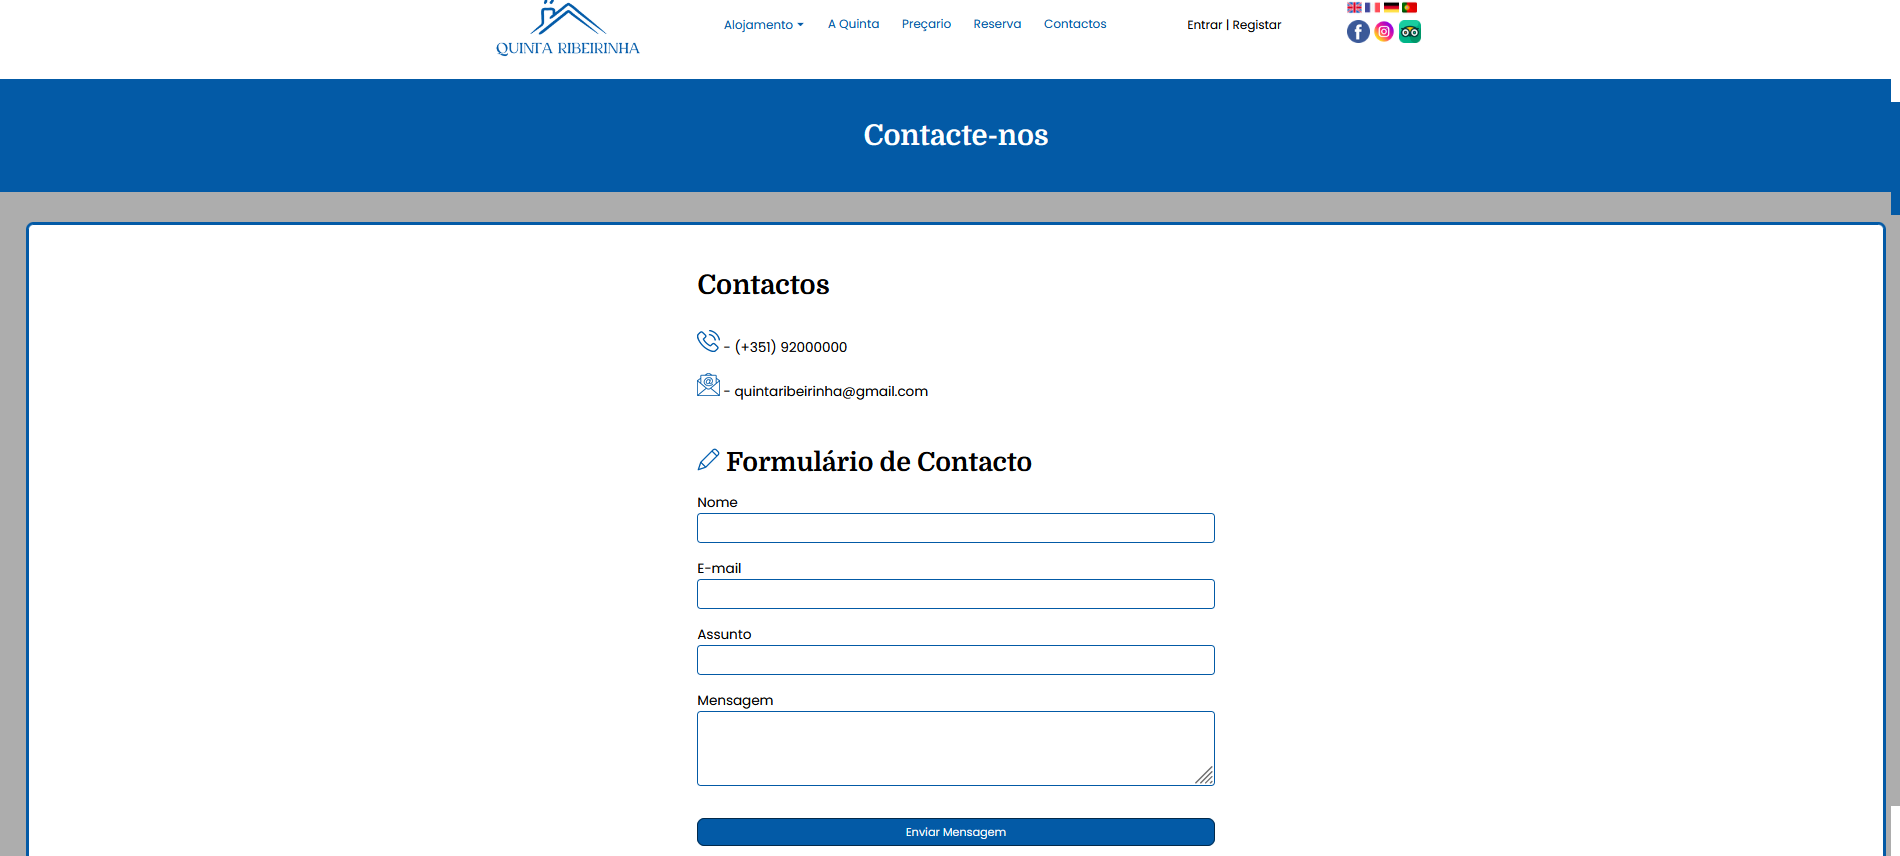 QUINTA RIBEIRINHA
Alojamento A Quinta Preçario Reserva Contactos Entrar | Registar
Contacte-nos
Contactos
- (+351) 92000000
- quintaribeirinha@gmail.com
Formulário de Contacto
Nome
E-mail
Assunto
Mensagem
Enviar Mensagem